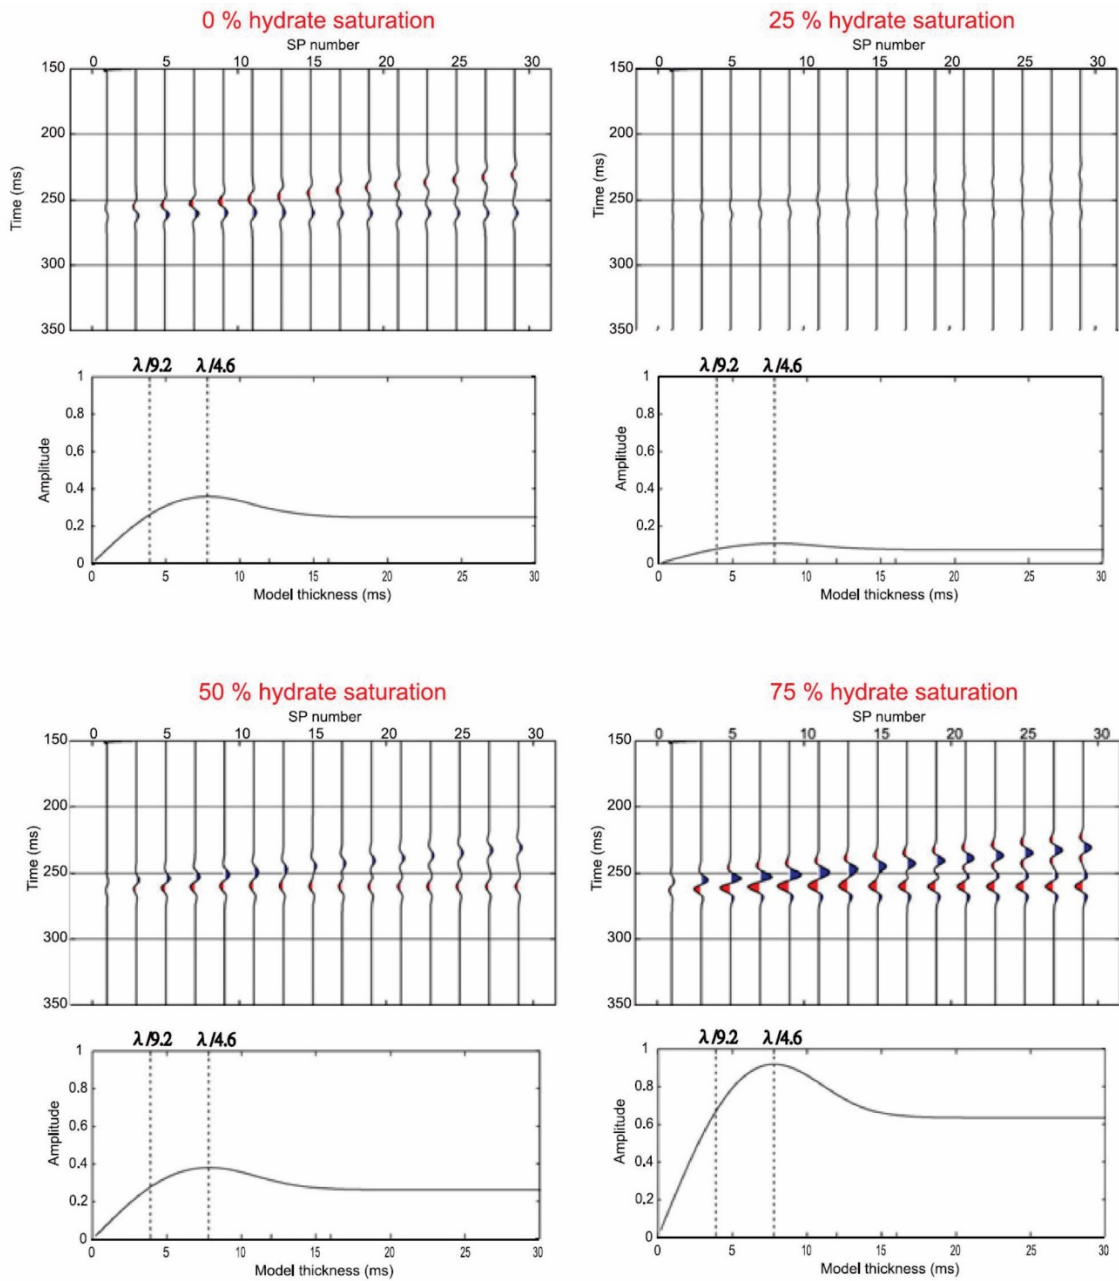 0 % hydrate saturation
SP number
0 5 10 15 20 25 30
150
200
250
300
350
Time (ms)
λ/9.2 λ/4.6
1
0.8
0.6
0.4
0.2
0
Amplitude
0 5 10 15 20 25 30
Model thickness (ms)
25 % hydrate saturation
SP number
0 5 10 15 20 25 30
150
200
250
300
350
Time (ms)
λ/9.2 λ/4.6
1
0.8
0.6
0.4
0.2
0
Amplitude
0 5 10 15 20 25 30
Model thickness (ms)
50 % hydrate saturation
SP number
0 5 10 15 20 25 30
150
200
250
300
350
Time (ms)
λ/9.2 λ/4.6
1
0.8
0.6
0.4
0.2
0
Amplitude
0 5 10 15 20 25 30
Model thickness (ms)
75 % hydrate saturation
SP number
0 5 10 15 20 25 30
150
200
250
300
350
Time (ms)
λ/9.2 λ/4.6
1
0.8
0.6
0.4
0.2
0
Amplitude
0 5 10 15 20 25 30
Model thickness (ms)